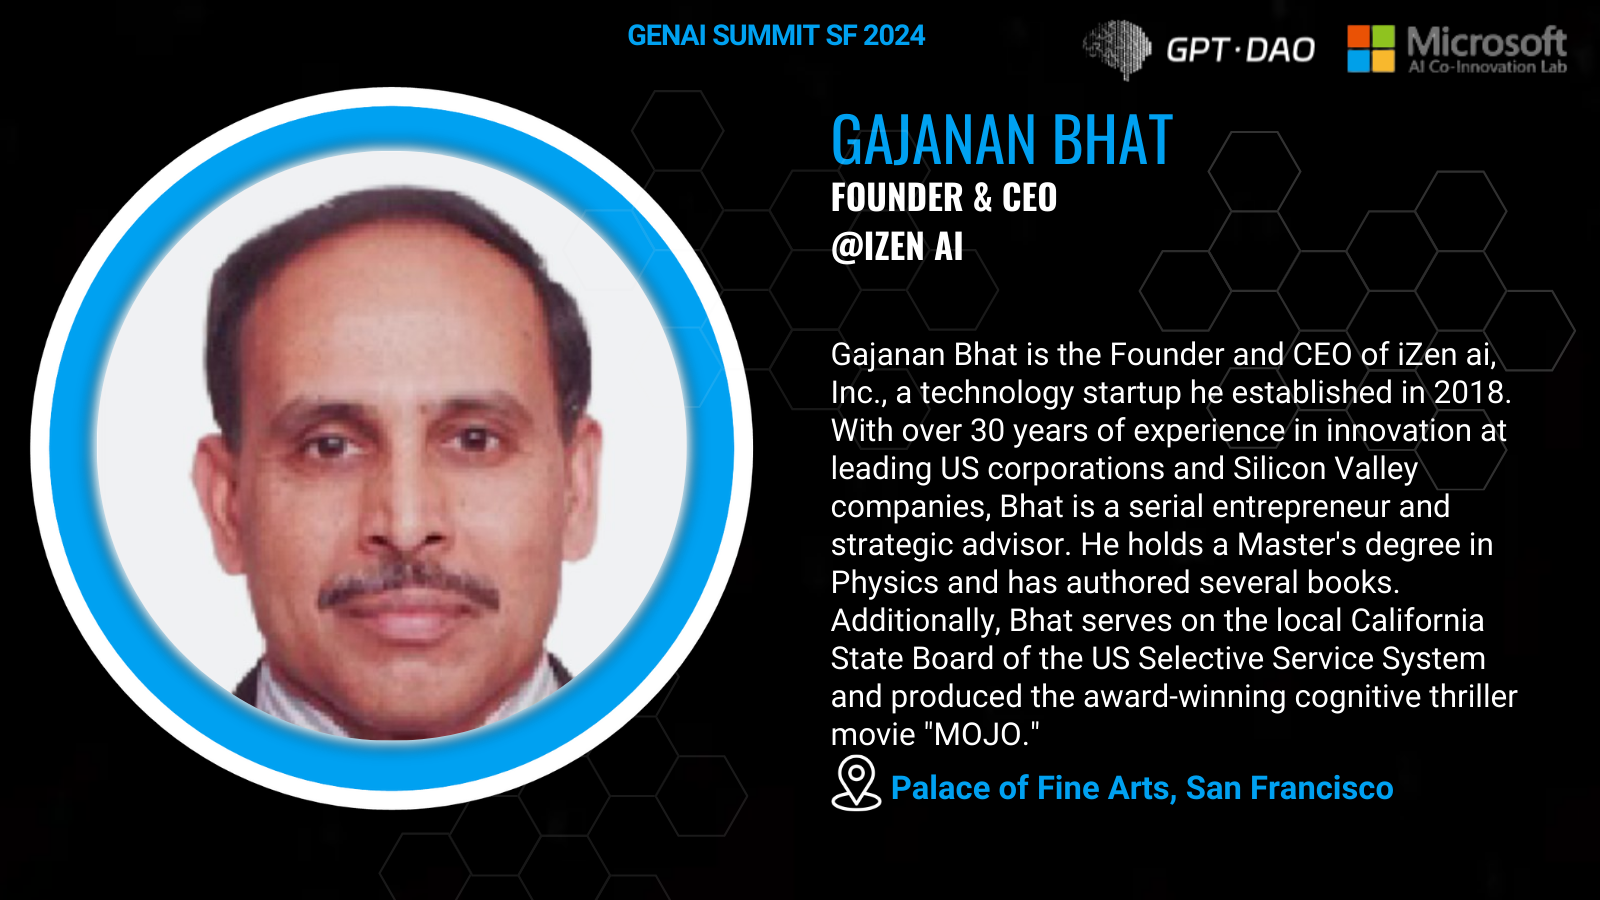 GENAI SUMMIT SF 2024
GPT·DAO
Microsoft
AI Co-Innovation Lab
GAJANAN BHAT
FOUNDER & CEO
@IZEN AI
Gajanan Bhat is the Founder and CEO of iZen ai,
Inc., a technology startup he established in 2018.
With over 30 years of experience in innovation at
leading US corporations and Silicon Valley
companies, Bhat is a serial entrepreneur and
strategic advisor. He holds a Master's degree in
Physics and has authored several books.
Additionally, Bhat serves on the local California
State Board of the US Selective Service System
and produced the award-winning cognitive thriller
movie "MOJO."
Palace of Fine Arts, San Francisco